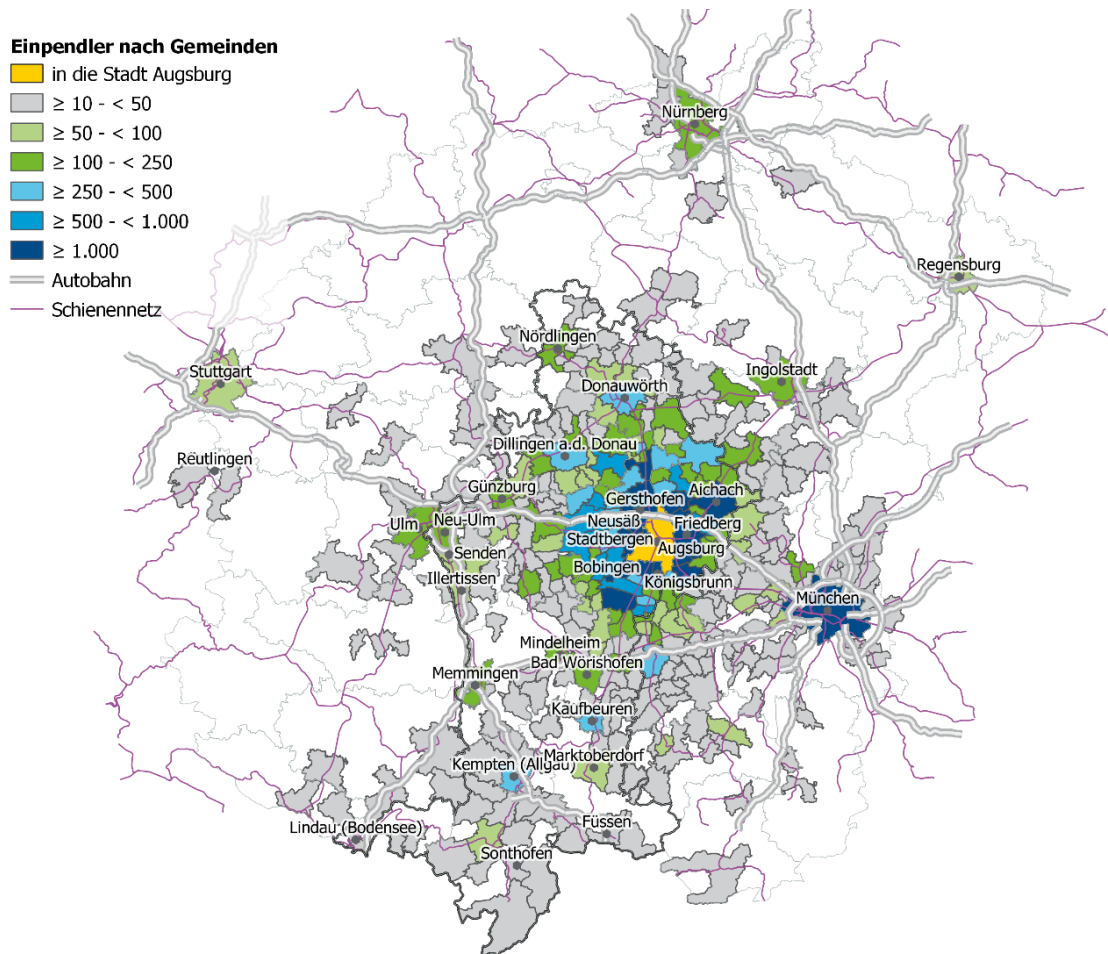 Einpendler nach Gemeinden
in die Stadt Augsburg
≥ 10 - < 50
≥ 50 - < 100
≥ 100 - < 250
≥ 250 - < 500
≥ 500 - < 1.000
≥ 1.000
Autobahn
Schienennetz
Nürnberg
Regensburg
Nördlingen
Stuttgart
Ingolstadt
Donauwörth
Reutlingen
Dillingen a.d. Donau
Günzburg
Gersthofen
Aichach
Ulm
Neu-Ulm
Neusäß
Friedberg
Stadtbergen
Augsburg
Senden
Bobingen
Illertissen
Königsbrunn
München
Mindelheim
Bad Wörishofen
Memmingen
Kaufbeuren
Marktoberdorf
Kempten (Allgäu)
Lindau (Bodensee)
Füssen
Sonthofen